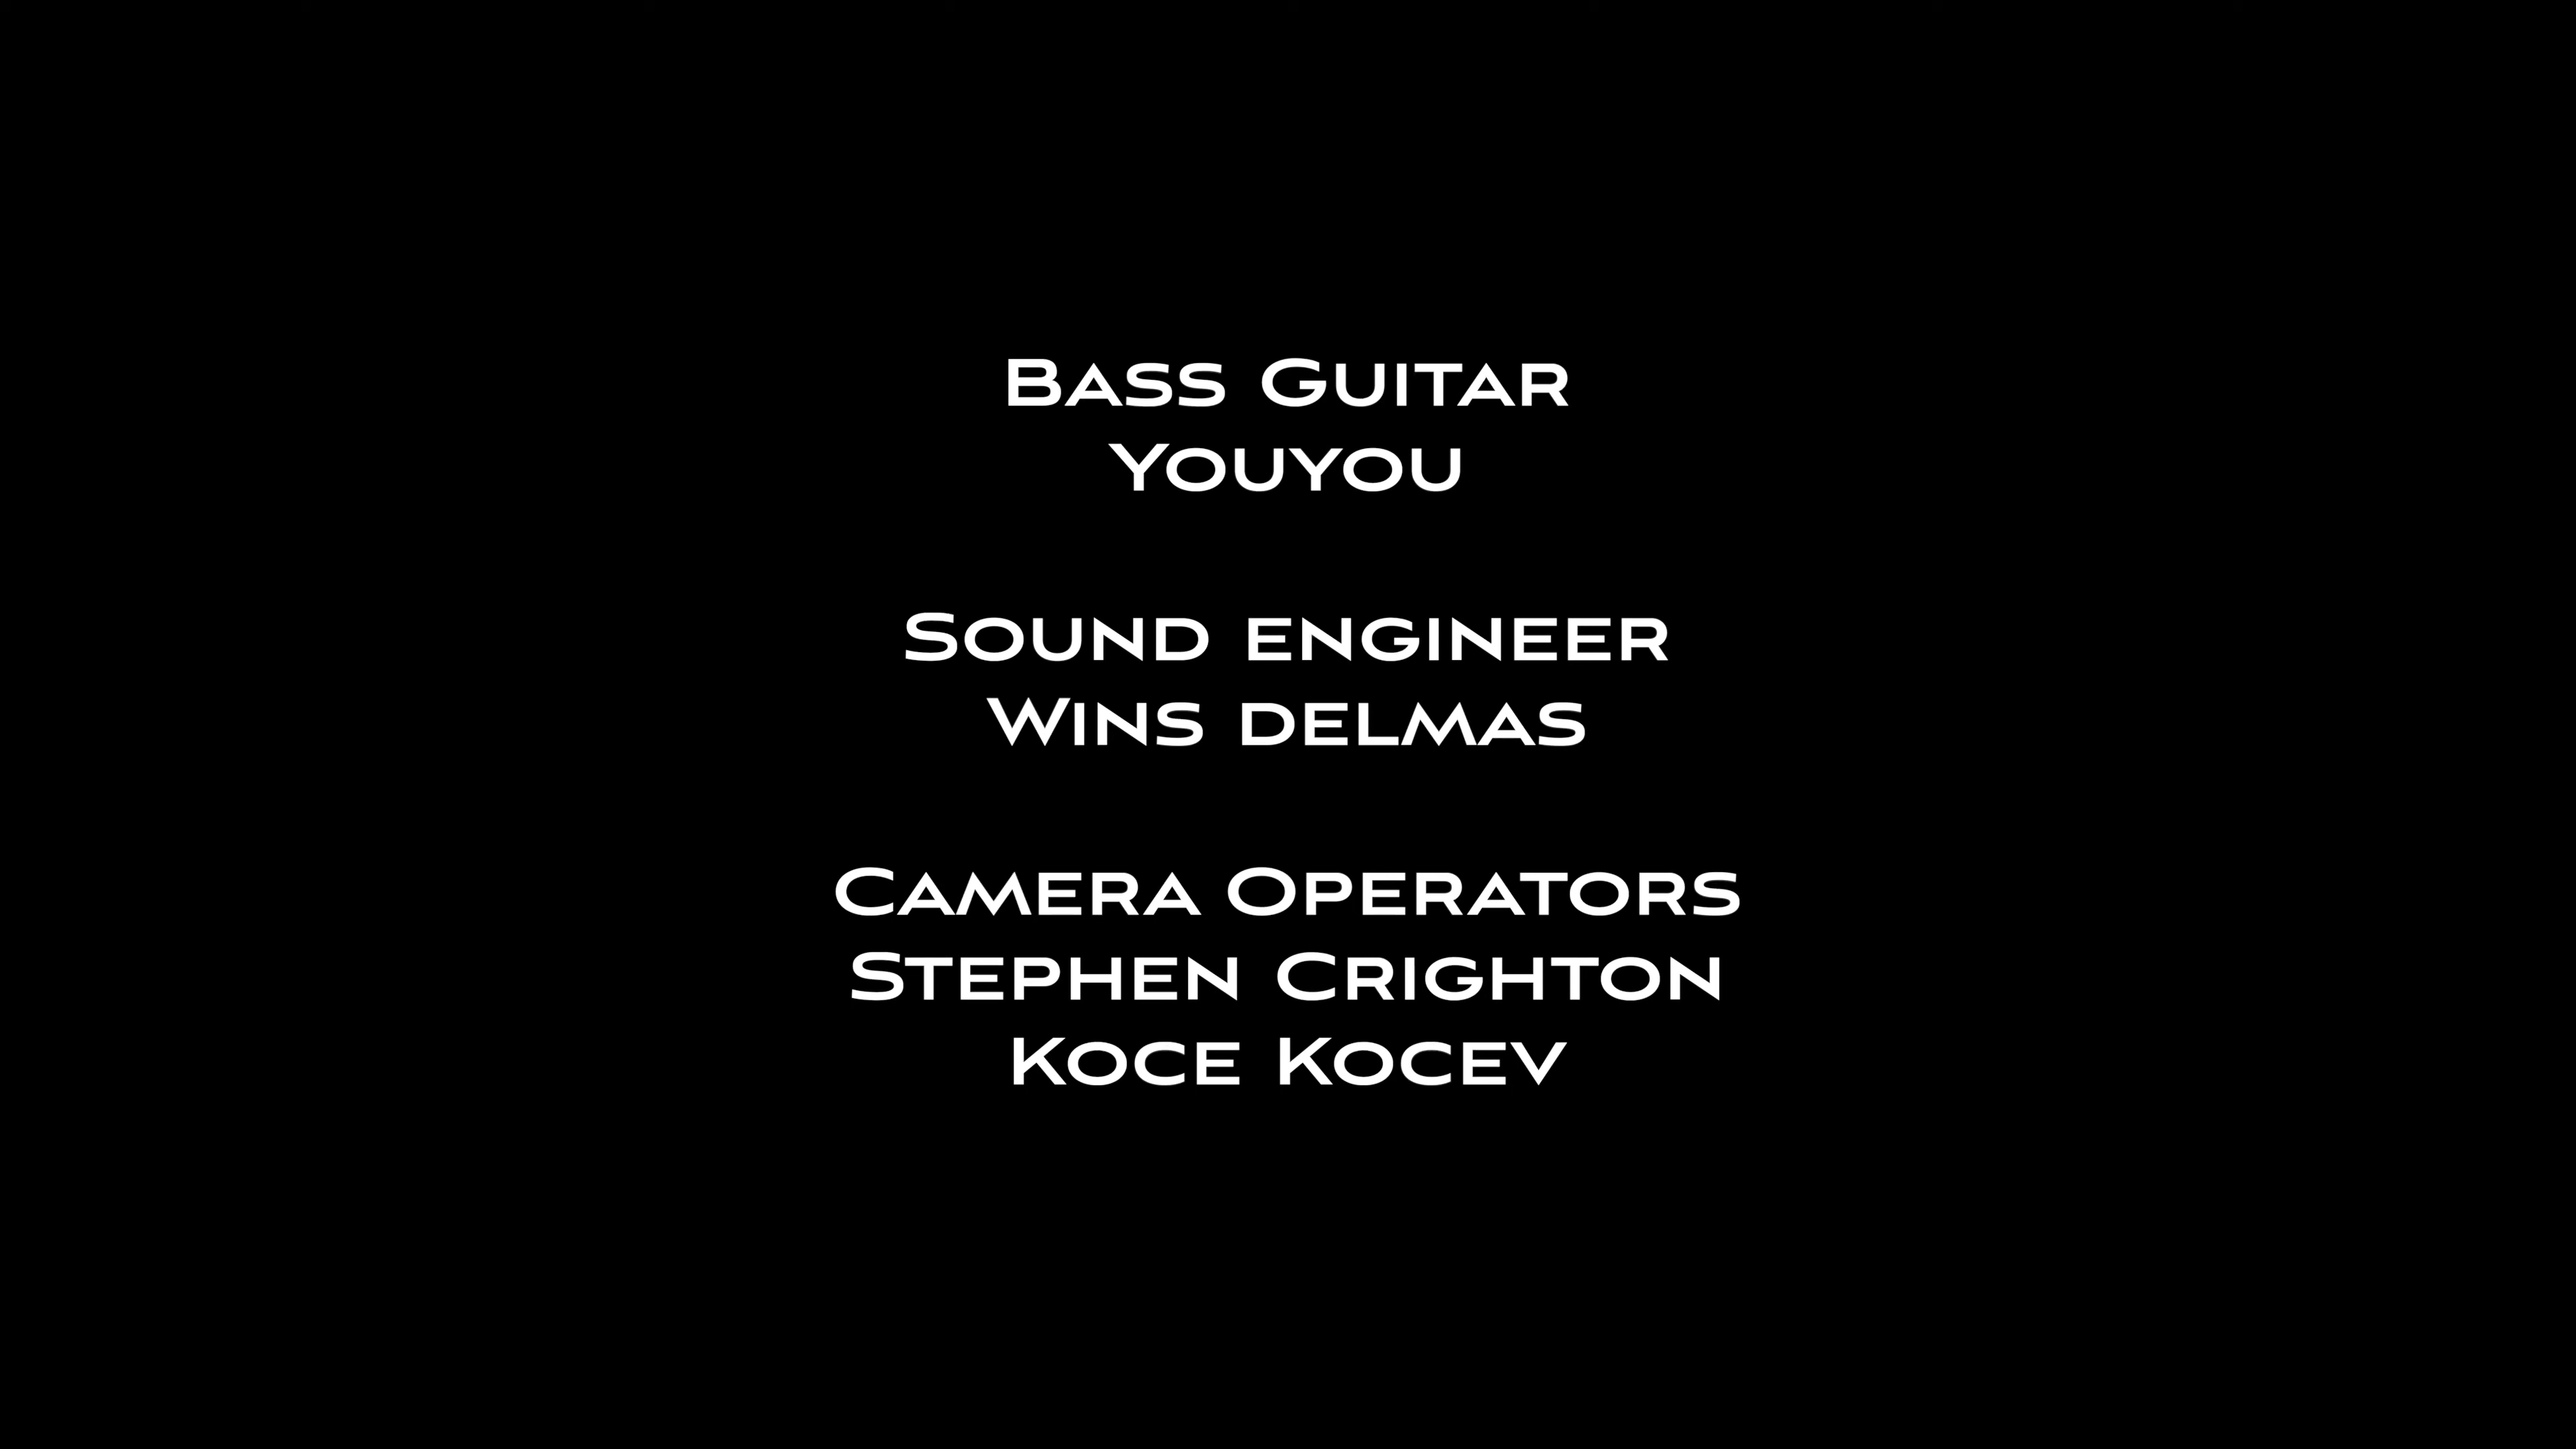 Bass Guitar
Youyou
Sound engineer
Wins delmas
Camera Operators
Stephen Crighton
Koce Kocev